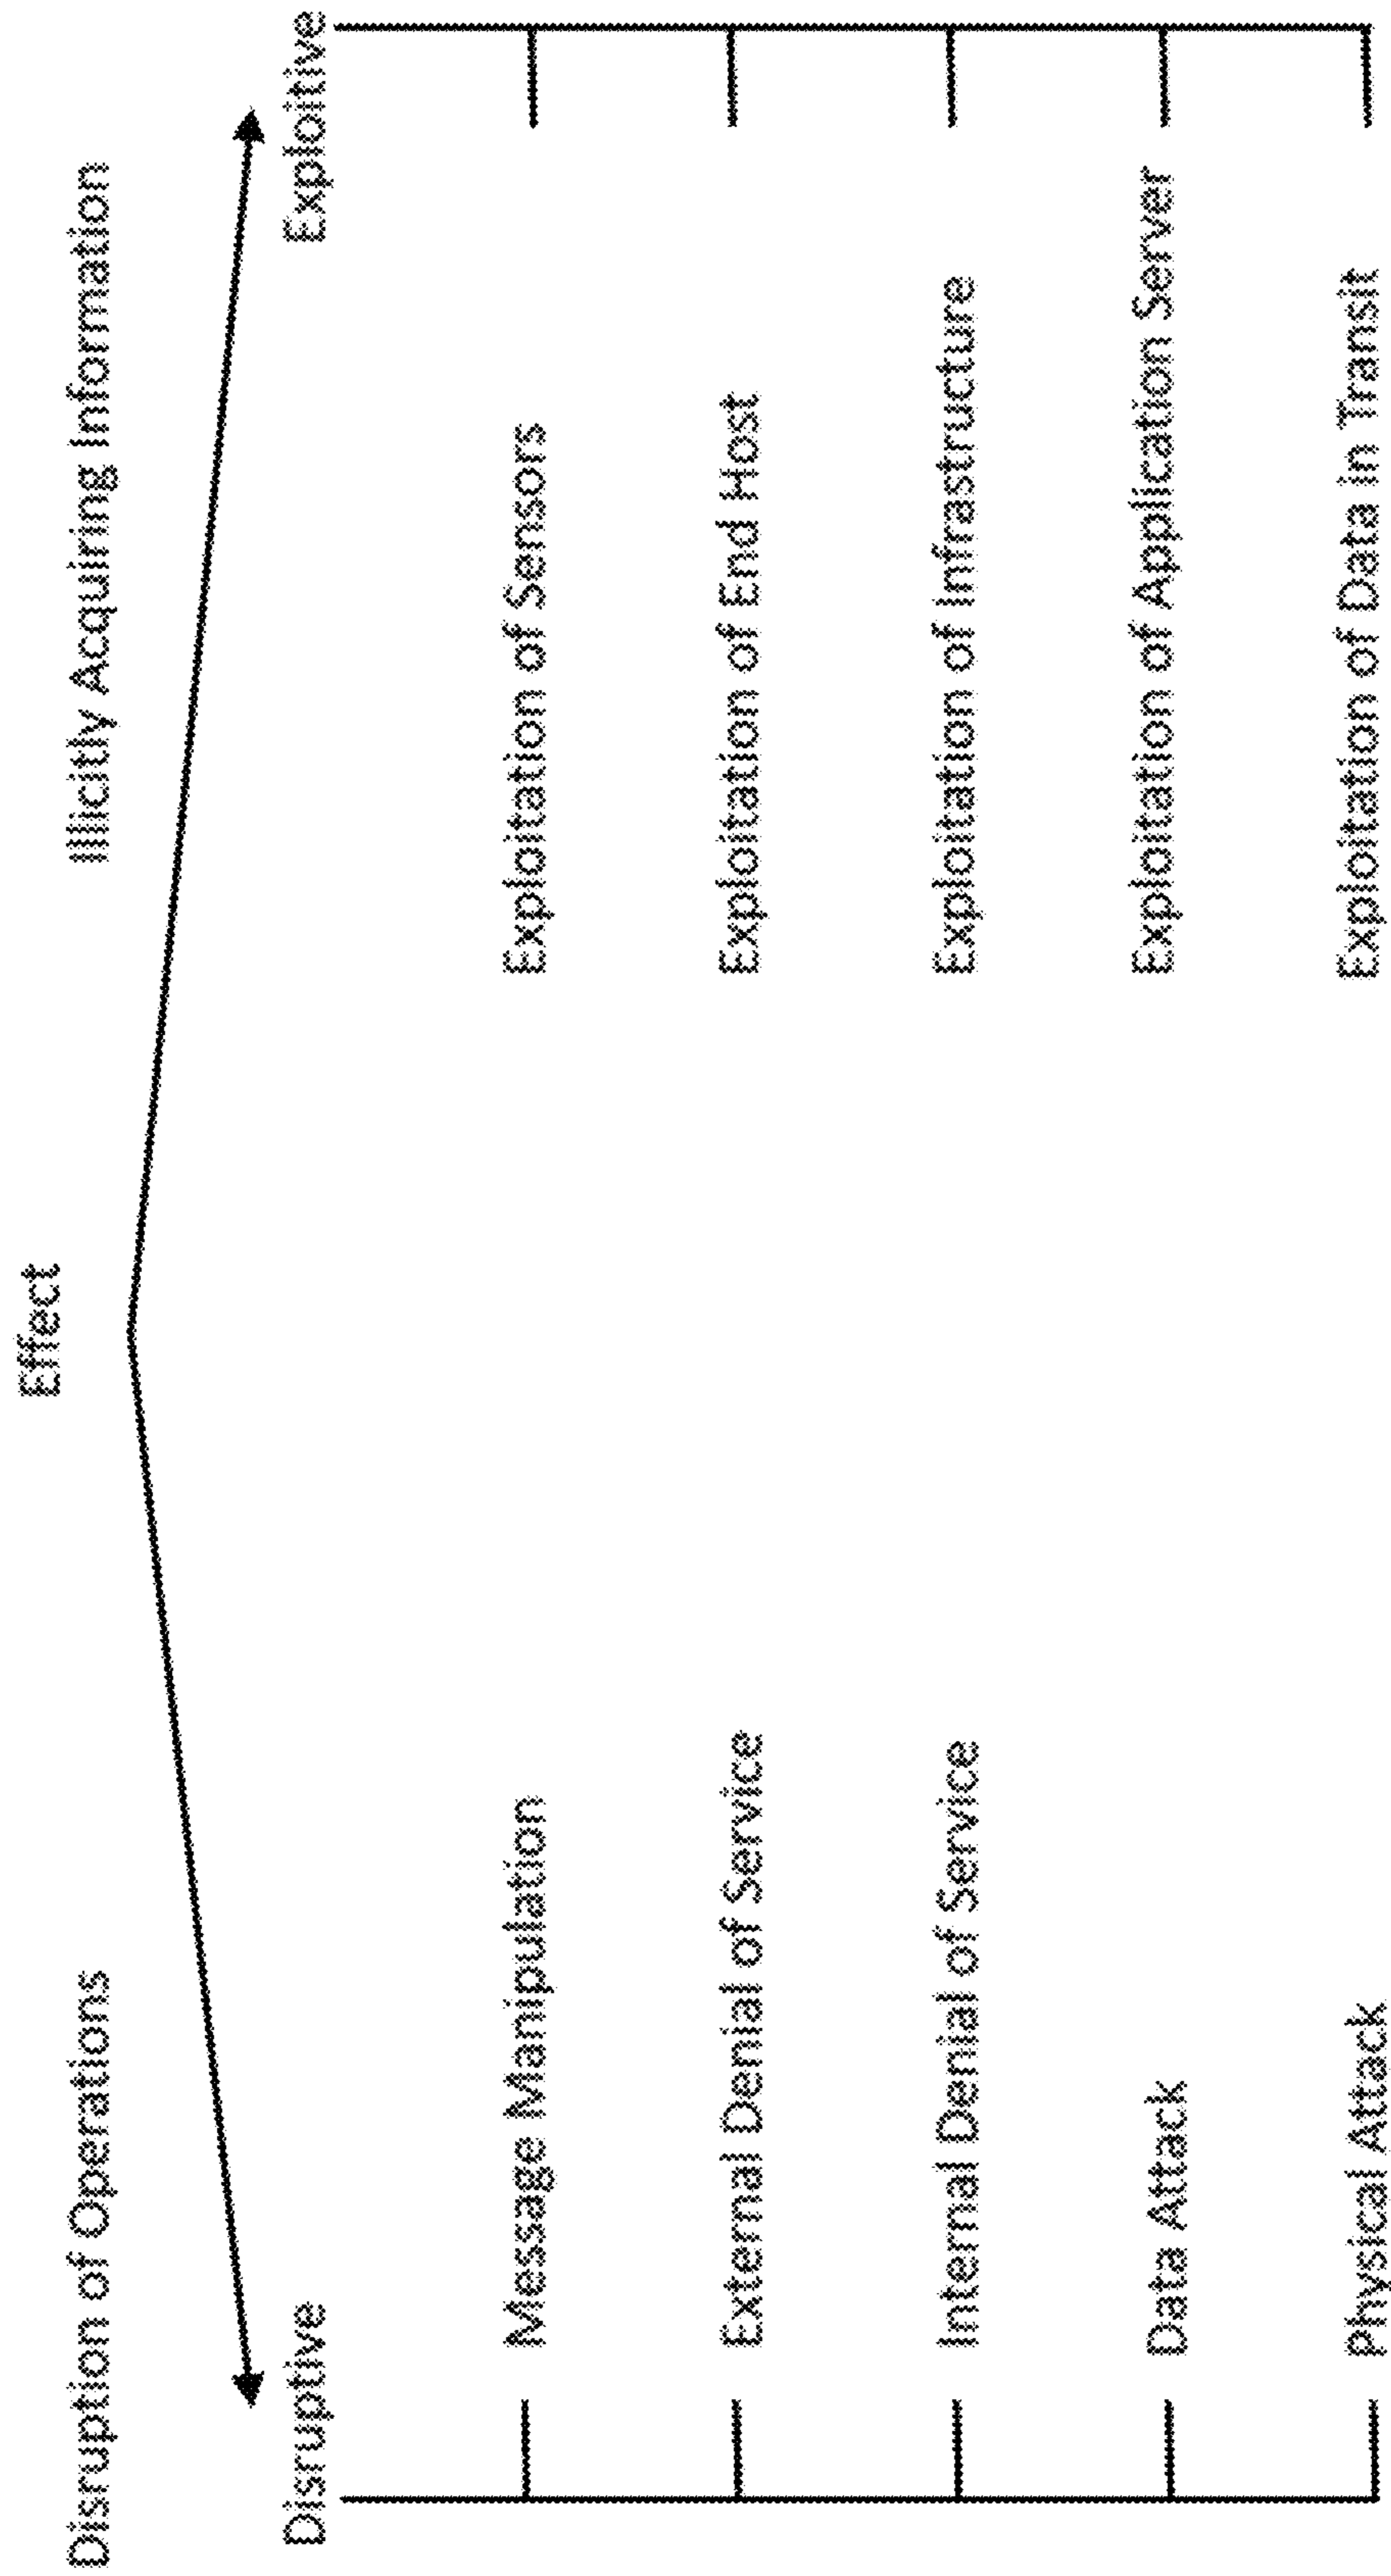 Effect
Disruption of Operations
Illicitly Acquiring Information
Disruptive
Exploitive
Message Manipulation
Exploitation of Sensors
External Denial of Service
Exploitation of End Host
Internal Denial of Service
Exploitation of Infrastructure
Data Attack
Exploitation of Application Server
Physical Attack
Exploitation of Data in Transit